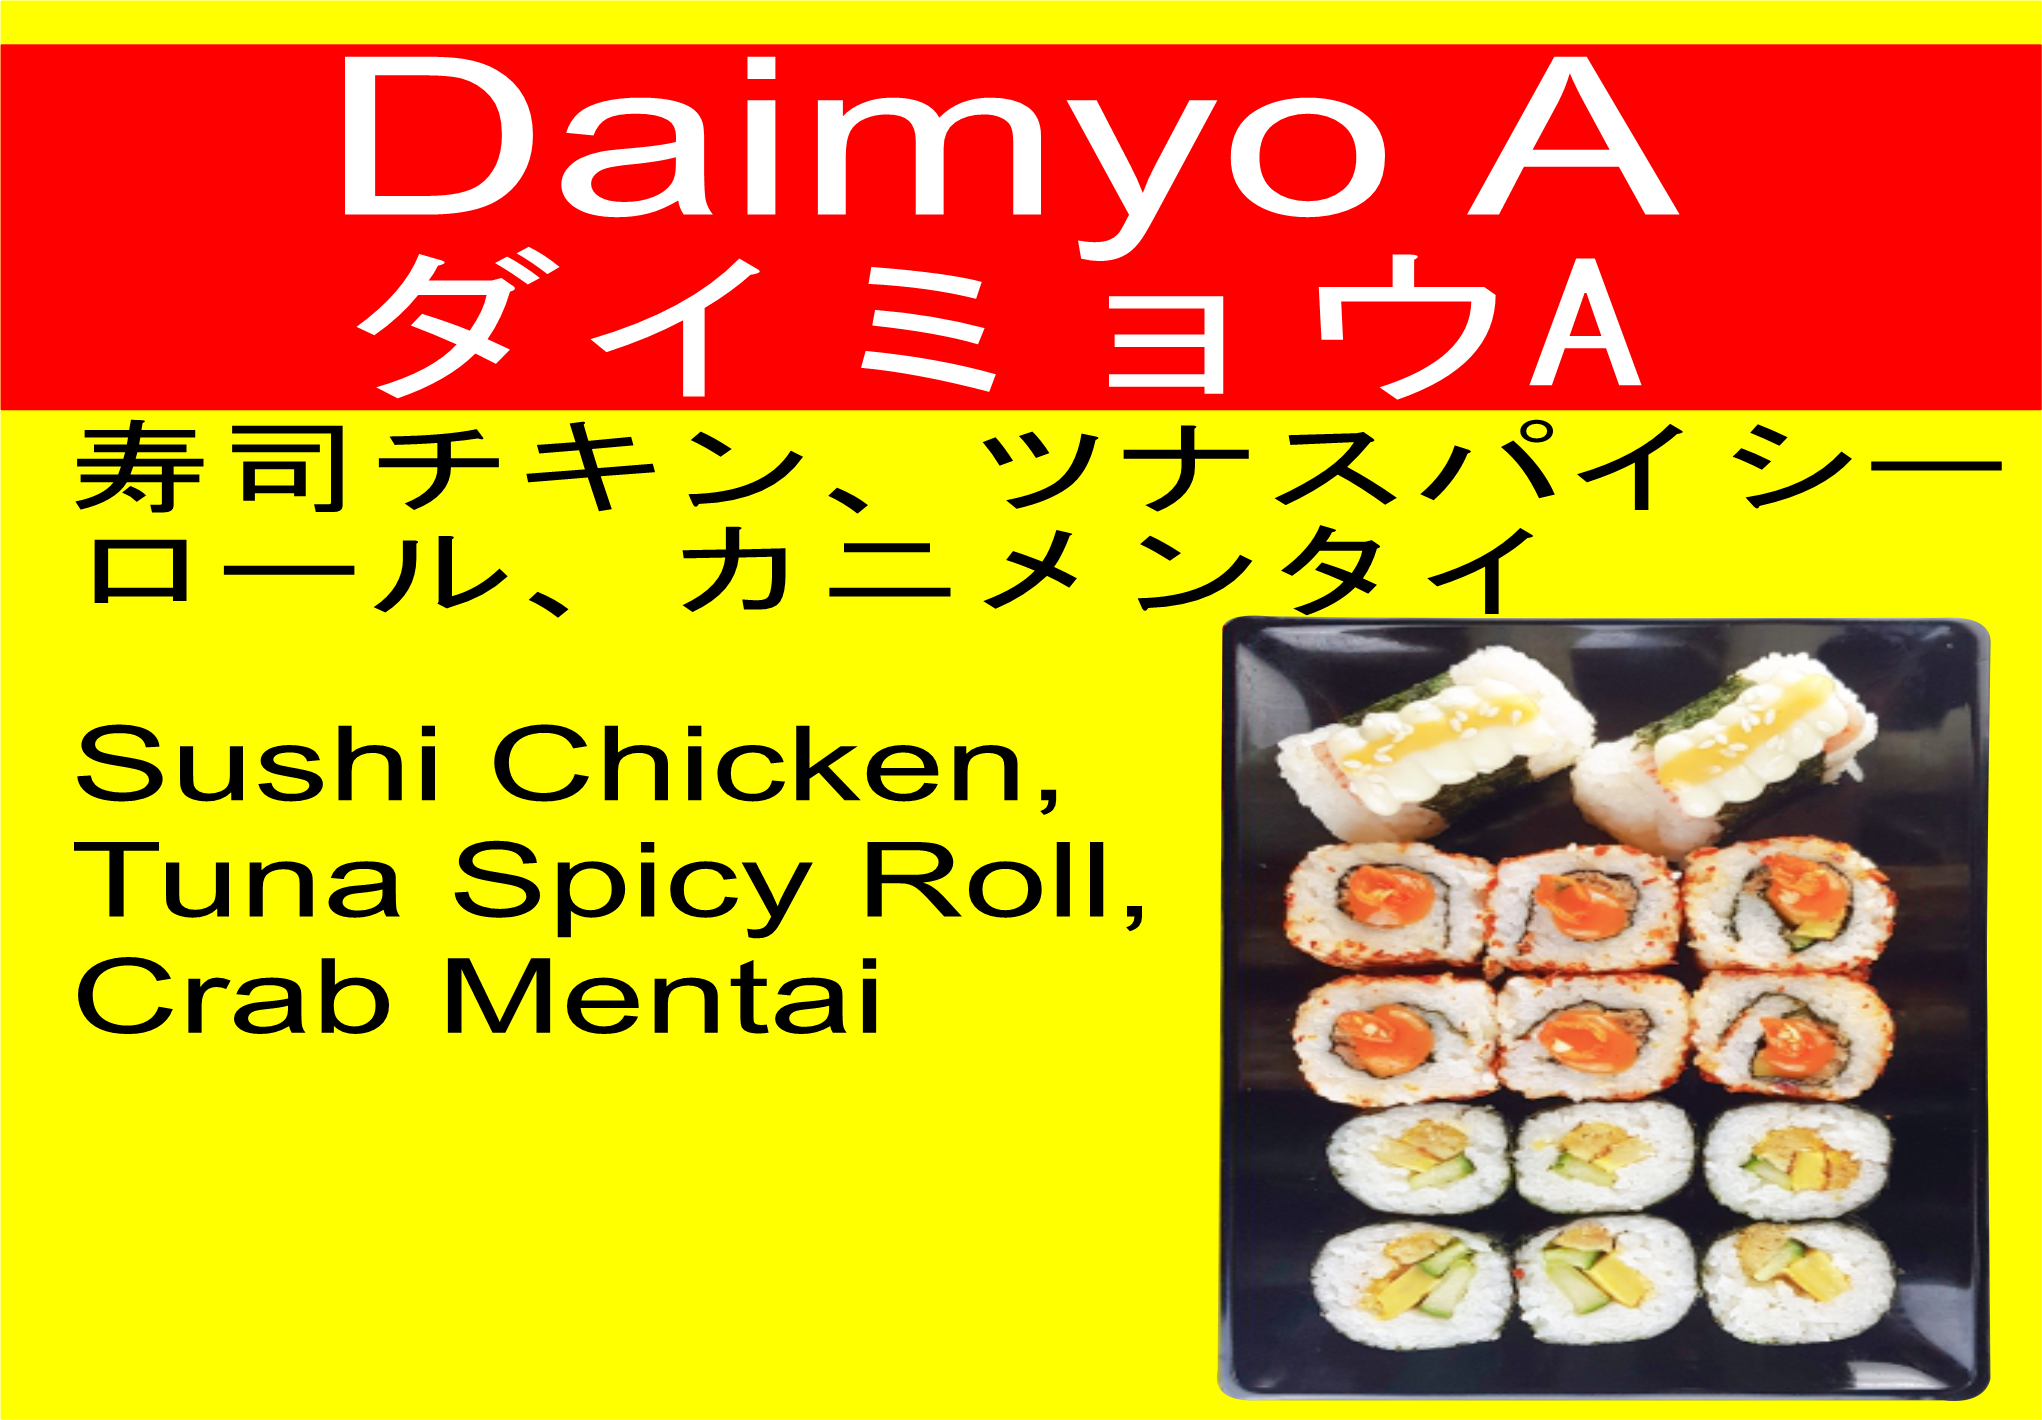 Daimyo A
ダイミョウA
寿司チキン、ツナスパイシー
ロール、カニメンタイ
Sushi Chicken,
Tuna Spicy Roll,
Crab Mentai